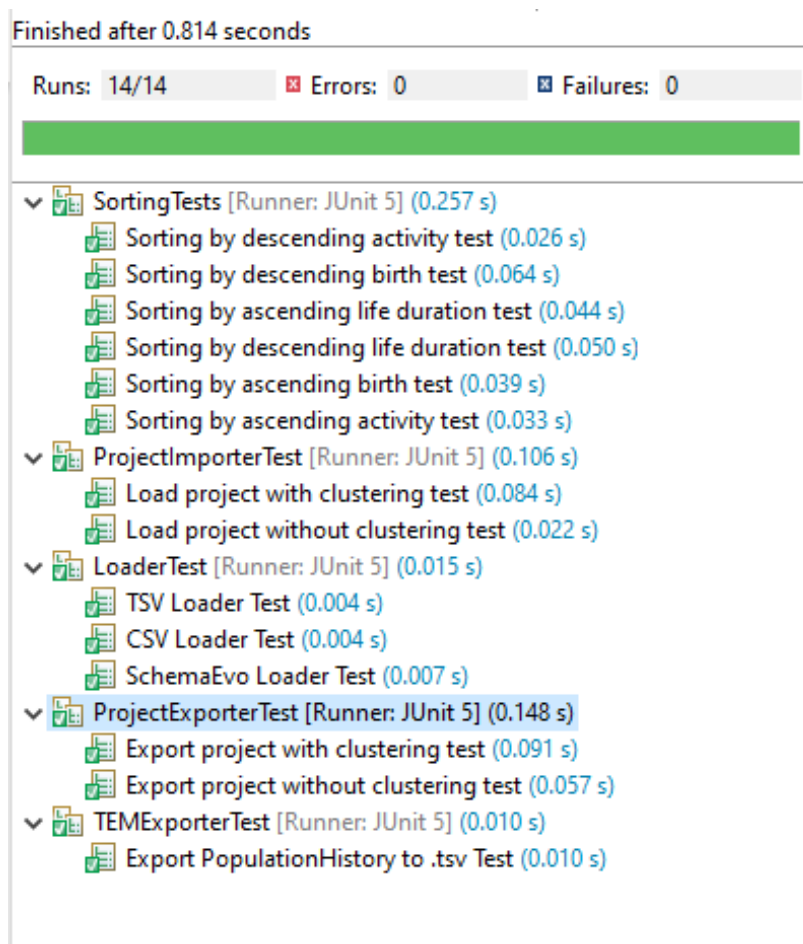 Finished after 0.814 seconds
Runs: 14/14 Errors: 0 Failures: 0
SortingTests [Runner: JUnit 5] (0.257 s)
Sorting by descending activity test (0.026 s)
Sorting by descending birth test (0.064 s)
Sorting by ascending life duration test (0.044 s)
Sorting by descending life duration test (0.050 s)
Sorting by ascending birth test (0.039 s)
Sorting by ascending activity test (0.033 s)
ProjectImporterTest [Runner: JUnit 5] (0.106 s)
Load project with clustering test (0.084 s)
Load project without clustering test (0.022 s)
LoaderTest [Runner: JUnit 5] (0.015 s)
TSV Loader Test (0.004 s)
CSV Loader Test (0.004 s)
SchemaEvo Loader Test (0.007 s)
ProjectExporterTest [Runner: JUnit 5] (0.148 s)
Export project with clustering test (0.091 s)
Export project without clustering test (0.057 s)
TEMExporterTest [Runner: JUnit 5] (0.010 s)
Export PopulationHistory to .tsv Test (0.010 s)